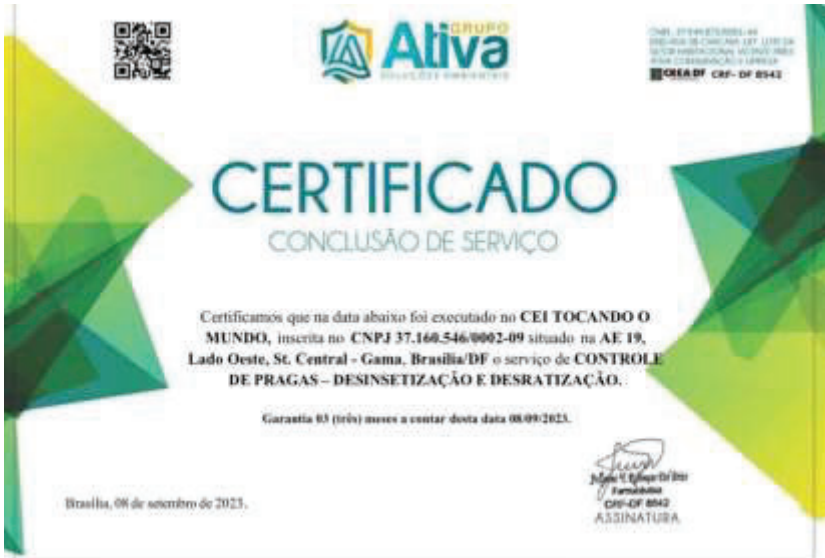 GRUPO
Ativa
SOLUÇÕES AMBIENTAIS
CREA DF CRF- DF 8542
CERTIFICADO
CONCLUSÃO DE SERVIÇO
Certificamos que na data abaixo foi executado no CEI TOCANDO O
MUNDO, inscrita no CNPJ 37.160.546/0002-09 situado na AE 19,
Lado Oeste, St. Central - Gama, Brasília/DF o serviço de CONTROLE
DE PRAGAS – DESINSETIZAÇÃO E DESRATIZAÇÃO.
Garantia 03 (três) meses a contar desta data 08/09/2023.
Brasília, 08 de setembro de 2023.
Farmacêutica
CRF-DF 8542
ASSINATURA